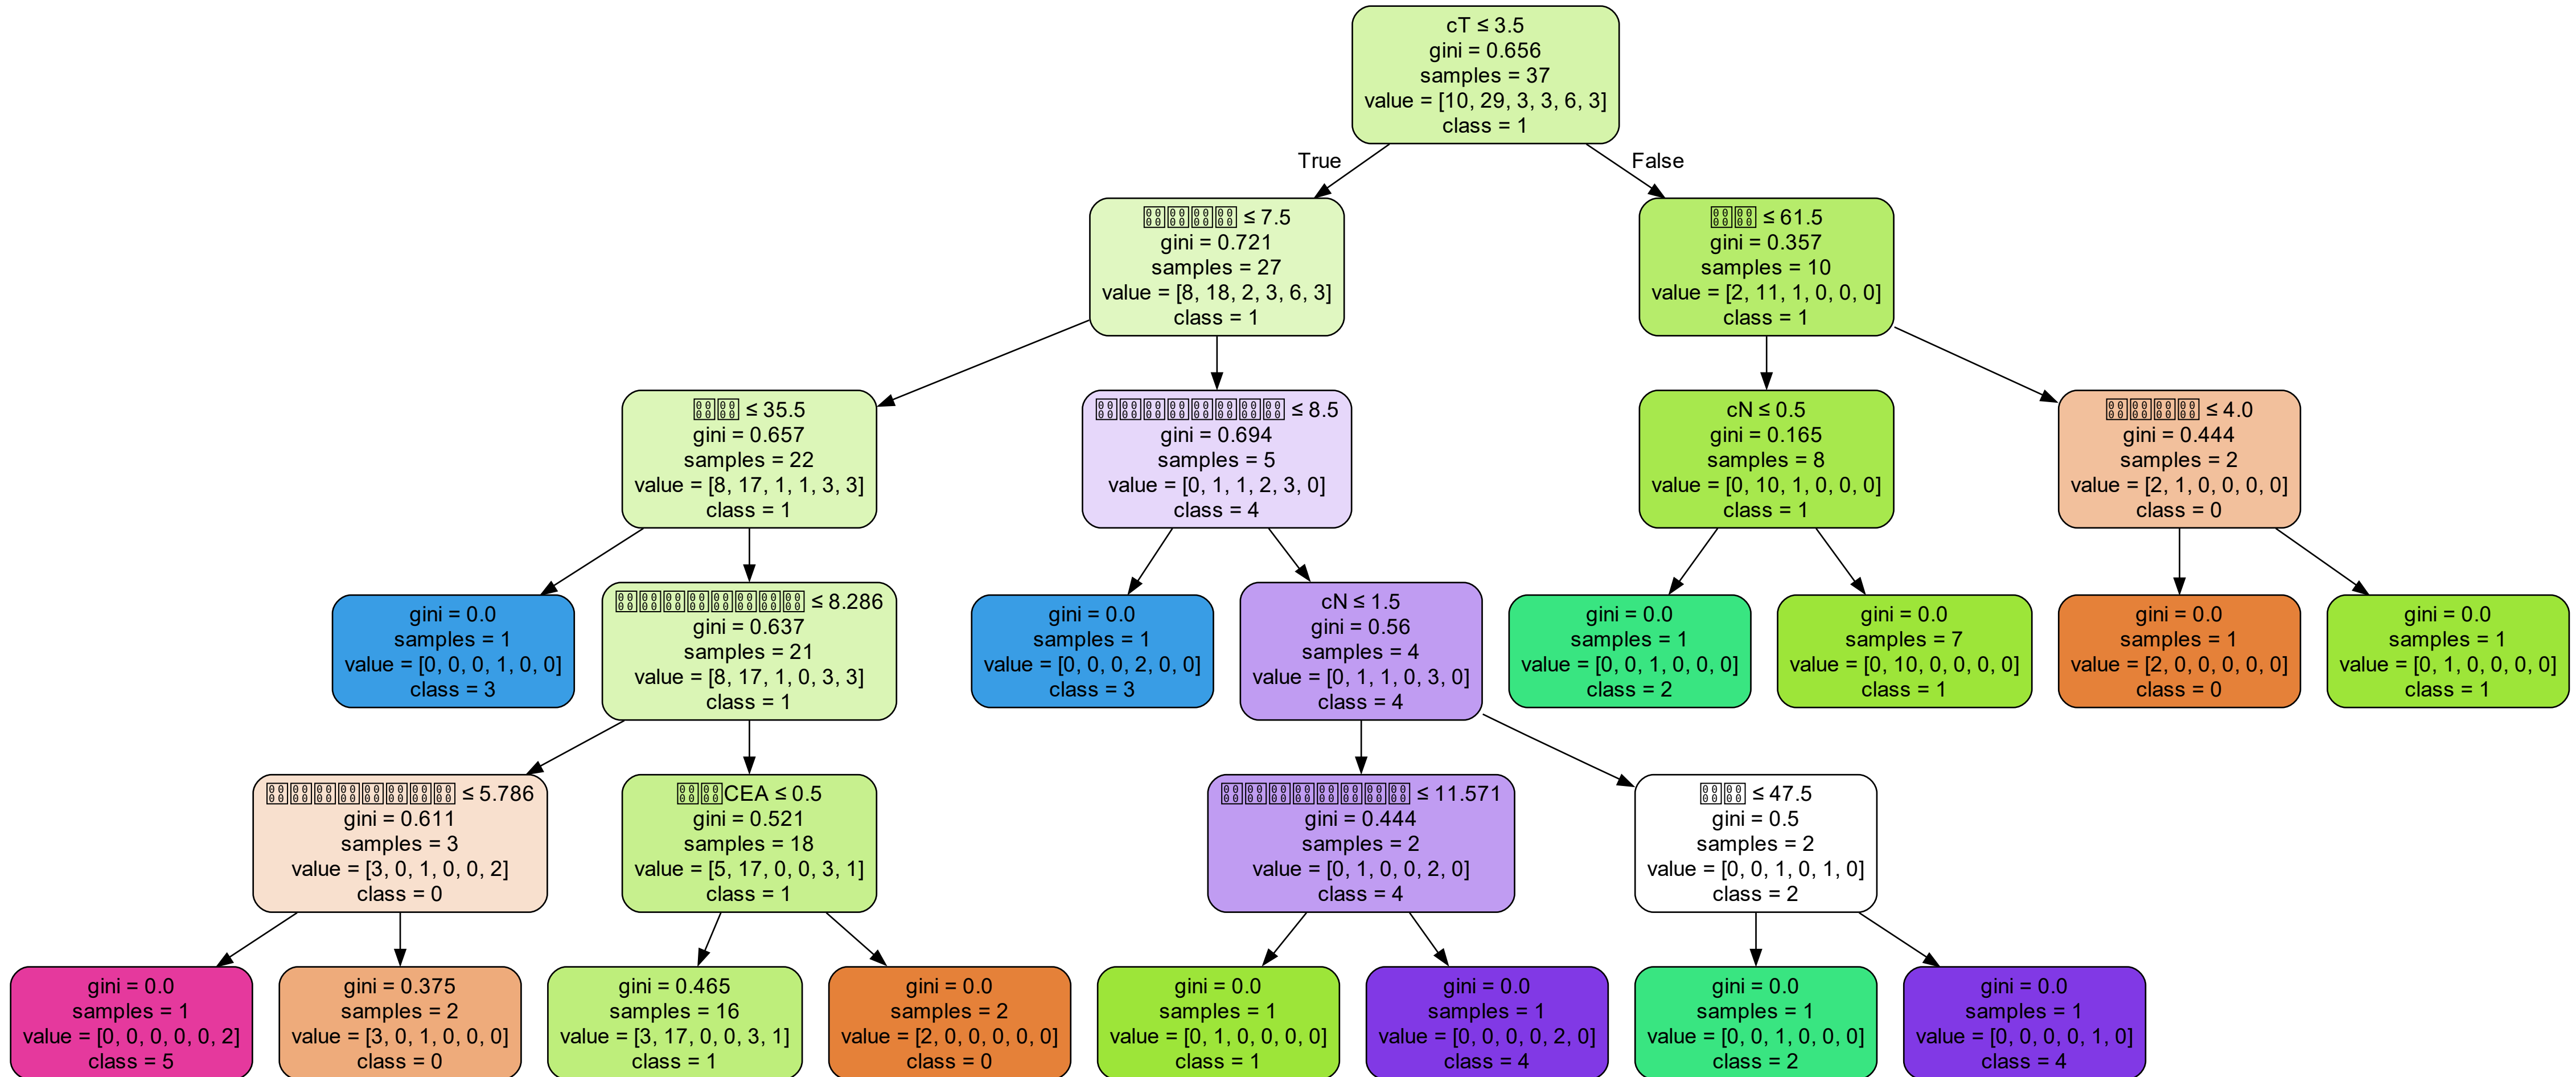 cT ≤ 3.5
gini = 0.656
samples = 37
value = [10, 29, 3, 3, 6, 3]
class = 1
True
False
≤ 7.5
gini = 0.721
samples = 27
value = [8, 18, 2, 3, 6, 3]
class = 1
≤ 61.5
gini = 0.357
samples = 10
value = [2, 11, 1, 0, 0, 0]
class = 1
≤ 35.5
gini = 0.657
samples = 22
value = [8, 17, 1, 1, 3, 3]
class = 1
≤ 8.5
gini = 0.694
samples = 5
value = [0, 1, 1, 2, 3, 0]
class = 4
cN ≤ 0.5
gini = 0.165
samples = 8
value = [0, 10, 1, 0, 0, 0]
class = 1
≤ 4.0
gini = 0.444
samples = 2
value = [2, 1, 0, 0, 0, 0]
class = 0
gini = 0.0
samples = 1
value = [0, 0, 0, 1, 0, 0]
class = 3
≤ 8.286
gini = 0.637
samples = 21
value = [8, 17, 1, 0, 3, 3]
class = 1
gini = 0.0
samples = 1
value = [0, 0, 0, 2, 0, 0]
class = 3
cN ≤ 1.5
gini = 0.56
samples = 4
value = [0, 1, 1, 0, 3, 0]
class = 4
gini = 0.0
samples = 1
value = [0, 0, 1, 0, 0, 0]
class = 2
gini = 0.0
samples = 7
value = [0, 10, 0, 0, 0, 0]
class = 1
gini = 0.0
samples = 1
value = [2, 0, 0, 0, 0, 0]
class = 0
gini = 0.0
samples = 1
value = [0, 1, 0, 0, 0, 0]
class = 1
≤ 5.786
gini = 0.611
samples = 3
value = [3, 0, 1, 0, 0, 2]
class = 0
CEA ≤ 0.5
gini = 0.521
samples = 18
value = [5, 17, 0, 0, 3, 1]
class = 1
≤ 11.571
gini = 0.444
samples = 2
value = [0, 1, 0, 0, 2, 0]
class = 4
≤ 47.5
gini = 0.5
samples = 2
value = [0, 0, 1, 0, 1, 0]
class = 2
gini = 0.0
samples = 1
value = [0, 0, 0, 0, 0, 2]
class = 5
gini = 0.375
samples = 2
value = [3, 0, 1, 0, 0, 0]
class = 0
gini = 0.465
samples = 16
value = [3, 17, 0, 0, 3, 1]
class = 1
gini = 0.0
samples = 2
value = [2, 0, 0, 0, 0, 0]
class = 0
gini = 0.0
samples = 1
value = [0, 1, 0, 0, 0, 0]
class = 1
gini = 0.0
samples = 1
value = [0, 0, 0, 0, 2, 0]
class = 4
gini = 0.0
samples = 1
value = [0, 0, 1, 0, 0, 0]
class = 2
gini = 0.0
samples = 1
value = [0, 0, 0, 0, 1, 0]
class = 4